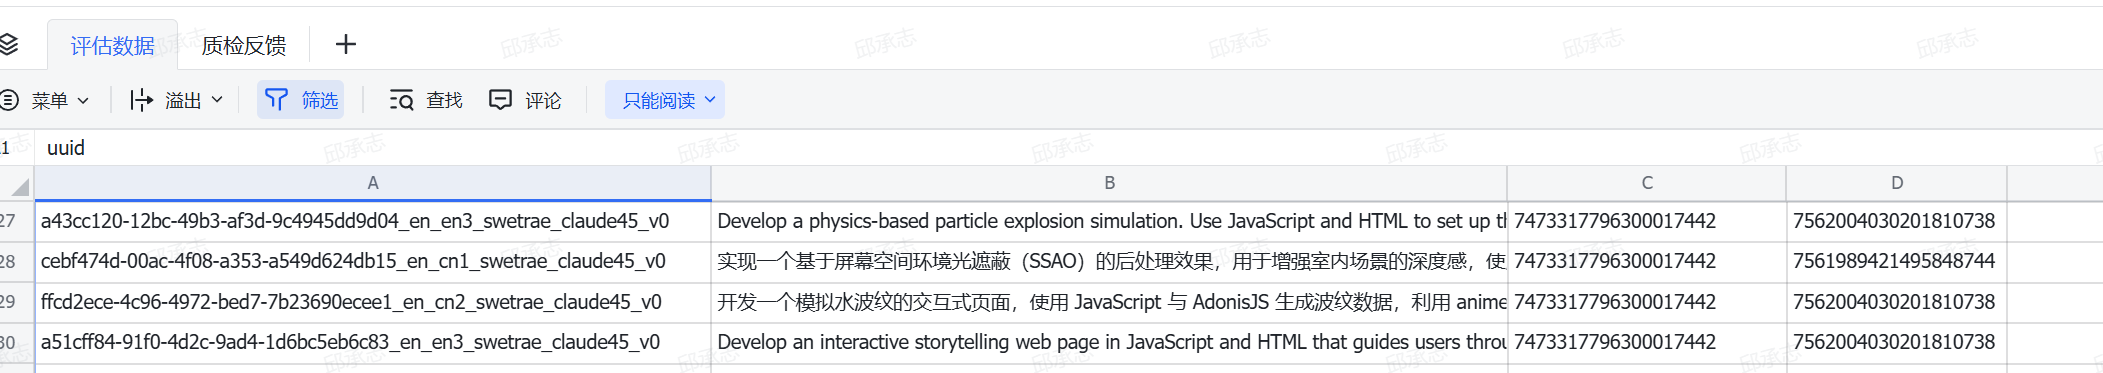 评估数据 质检反馈
菜单 溢出 筛选 查找 评论 只能阅读
1 uuid
A B C D
27 a43cc120-12bc-49b3-af3d-9c4945dd9d04_en_en3_swetrae_claude45_v0 Develop a physics-based particle explosion simulation. Use JavaScript and HTML to set up th 7473317796300017442 7562004030201810738
28 cebf474d-00ac-4f08-a353-a549d624db15_en_cn1_swetrae_claude45_v0 实现一个基于屏幕空间环境光遮蔽（SSAO）的后处理效果，用于增强室内场景的深度感，使 7473317796300017442 7561989421495848744
29 ffcd2ece-4c96-4972-bed7-7b23690ecee1_en_cn2_swetrae_claude45_v0 开发一个模拟水波纹的交互式页面，使用 JavaScript 与 AdonisJS 生成波纹数据，利用 anime 7473317796300017442 7562004030201810738
30 a51cff84-91f0-4d2c-9ad4-1d6bc5eb6c83_en_en3_swetrae_claude45_v0 Develop an interactive storytelling web page in JavaScript and HTML that guides users throu 7473317796300017442 7562004030201810738
邱承志